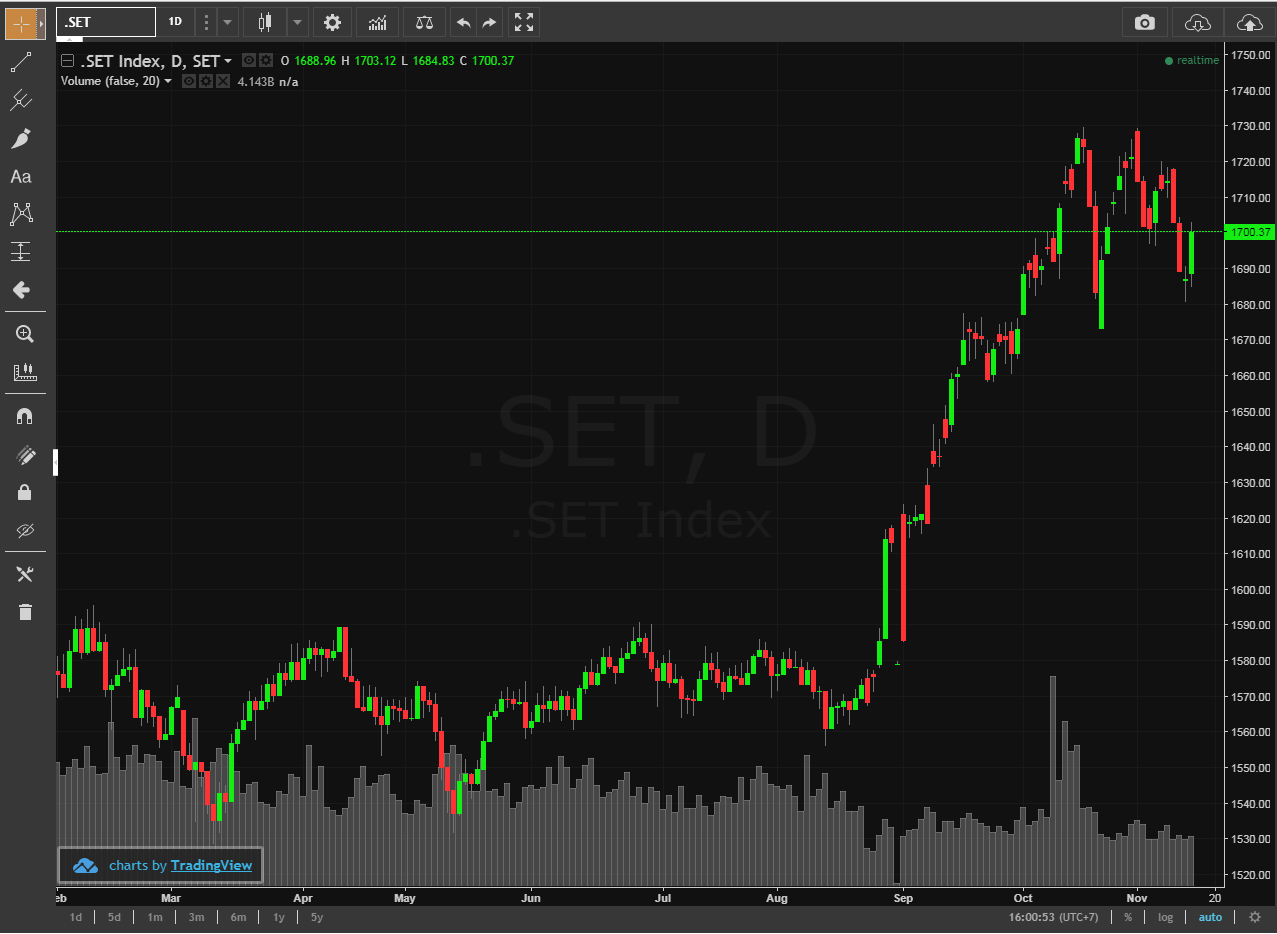 .SET 1D
.SET Index, D, SET O 1688.96 H 1703.12 L 1684.83 C 1700.37
realtime
Volume (false, 20) 4.143B n/a
Aa
.SET, D
.SET Index
1750.00
1740.00
1730.00
1720.00
1710.00
1700.37
1690.00
1680.00
1670.00
1660.00
1650.00
1640.00
1630.00
1620.00
1610.00
1600.00
1590.00
1580.00
1570.00
1560.00
1550.00
1540.00
1530.00
1520.00
charts by TradingView
eb Mar Apr May Jun Jul Aug Sep Oct Nov 20
1d 5d 1m 3m 6m 1y 5y 16:00:53 (UTC+7) % log auto